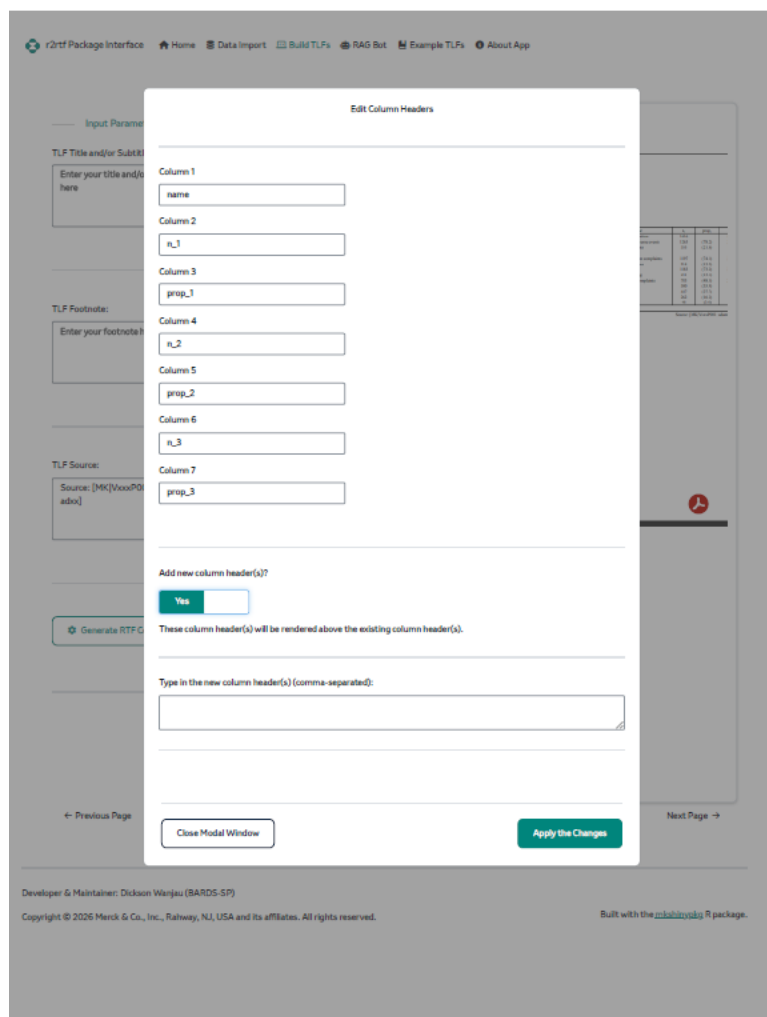 r2rtf Package Interface Home Data Import Build TLFs RAG Bot Example TLFs About App
Edit Column Headers
Input Parame
TLF Title and/or Subtitl
Enter your title and/o
here
TLF Footnote:
Enter your footnote h
TLF Source:
Source: [MK|VxxxP0
adxx]
Generate RTF C
Column 1
name
Column 2
n_1
Column 3
prop_1
Column 4
n_2
Column 5
prop_2
Column 6
n_3
Column 7
prop_3
Add new column header(s)?
Yes
These column header(s) will be rendered above the existing column header(s).
Type in the new column header(s) (comma-separated):
← Previous Page
Next Page →
Close Modal Window
Apply the Changes
Developer & Maintainer: Dickson Wanjau (BARDS-SP)
Copyright © 2026 Merck & Co., Inc., Rahway, NJ, USA and its affiliates. All rights reserved.
Built with the mkshinypkg R package.